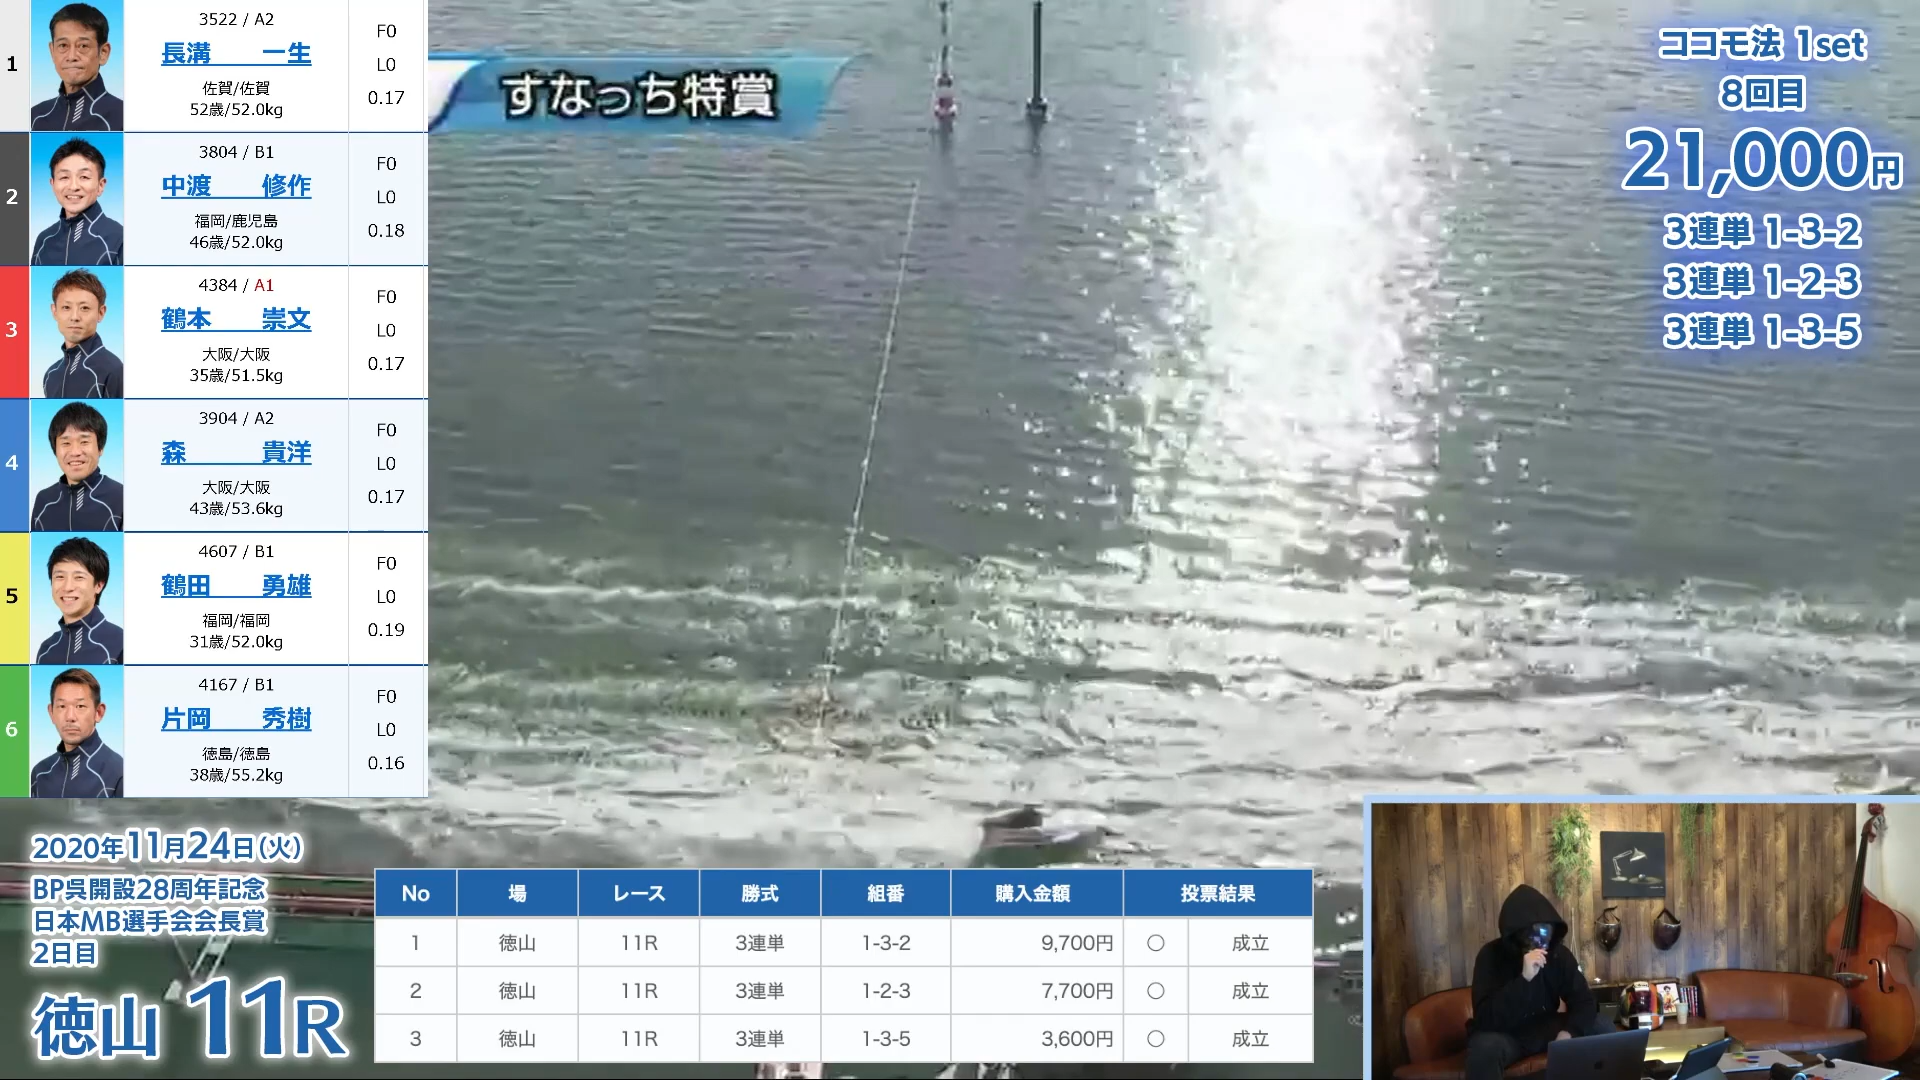 1
3522 / A2
長溝 一生
佐賀/佐賀
52歳/52.0kg
F0
L0
0.17
2
3804 / B1
中渡 修作
福岡/鹿児島
46歳/52.0kg
F0
L0
0.18
3
4384 / A1
鶴本 崇文
大阪/大阪
35歳/51.5kg
F0
L0
0.17
4
3904 / A2
森 貴洋
大阪/大阪
43歳/53.6kg
F0
L0
0.17
5
4607 / B1
鶴田 勇雄
福岡/福岡
31歳/52.0kg
F0
L0
0.19
6
4167 / B1
片岡 秀樹
徳島/徳島
38歳/55.2kg
F0
L0
0.16
すなっち特賞
ココモ法 1set
8回目
21,000円
3連単 1-3-2
3連単 1-2-3
3連単 1-3-5
2020年11月24日(火)
BP呉開設28周年記念
日本MB選手会会長賞
2日目
徳山 11R
No 場 レース 勝式 組番 購入金額 投票結果
1 徳山 11R 3連単 1-3-2 9,700円 ○ 成立
2 徳山 11R 3連単 1-2-3 7,700円 ○ 成立
3 徳山 11R 3連単 1-3-5 3,600円 ○ 成立